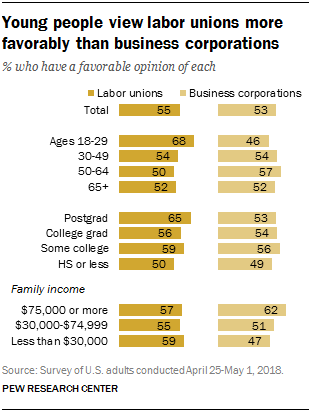 Young people view labor unions more
favorably than business corporations
% who have a favorable opinion of each
Labor unions Business corporations
Total 55 53
Ages 18-29 68 46
30-49 54 54
50-64 50 57
65+ 52 52
Postgrad 65 53
College grad 56 54
Some college 59 56
HS or less 50 49
Family income
$75,000 or more 57 62
$30,000-$74,999 55 51
Less than $30,000 59 47
Source: Survey of U.S. adults conducted April 25-May 1, 2018.
PEW RESEARCH CENTER